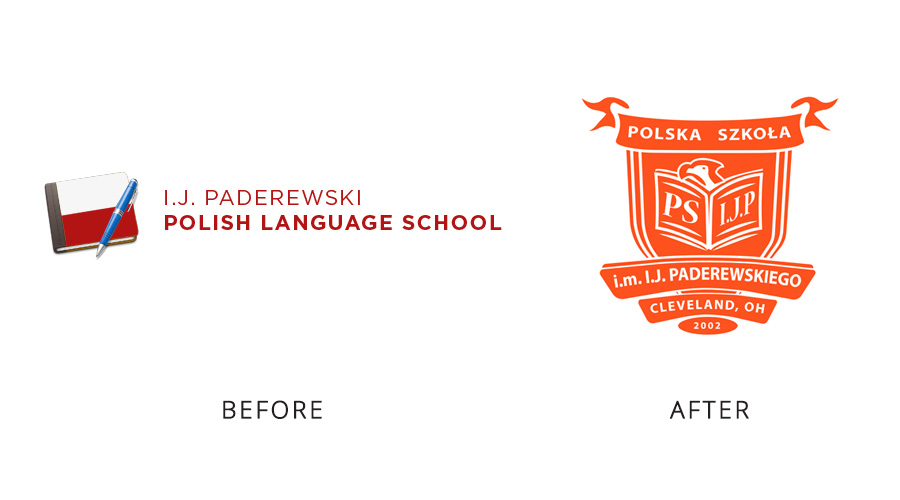 I.J. PADEREWSKI
POLISH LANGUAGE SCHOOL
BEFORE
POLSKA SZKOŁA
PS I.J.P
i.m. I.J. PADEREWSKIEGO
CLEVELAND, OH
2002
AFTER